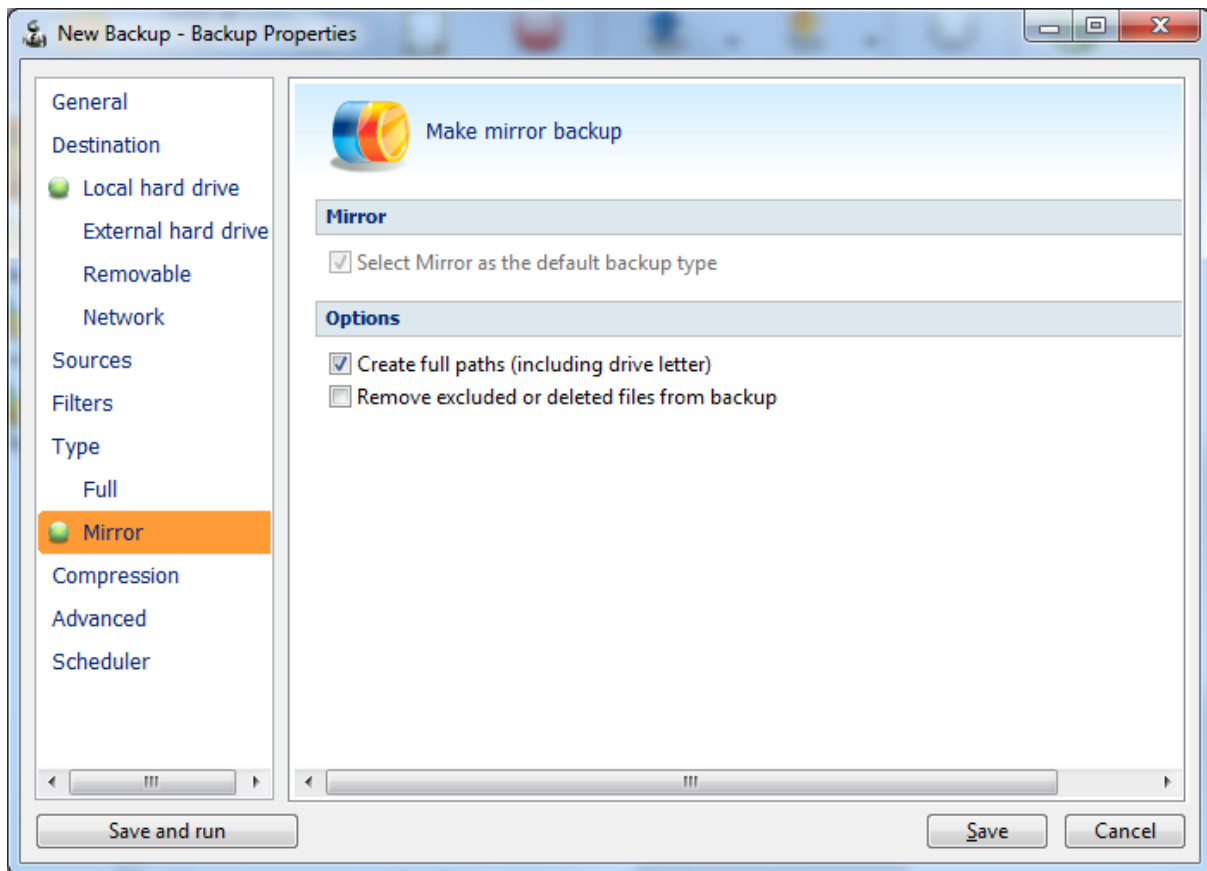 New Backup - Backup Properties
General
Destination
Local hard drive
External hard drive
Removable
Network
Sources
Filters
Type
Full
Mirror
Compression
Advanced
Scheduler
Make mirror backup
Mirror
Select Mirror as the default backup type
Options
Create full paths (including drive letter)
Remove excluded or deleted files from backup
Save and run
Save
Cancel